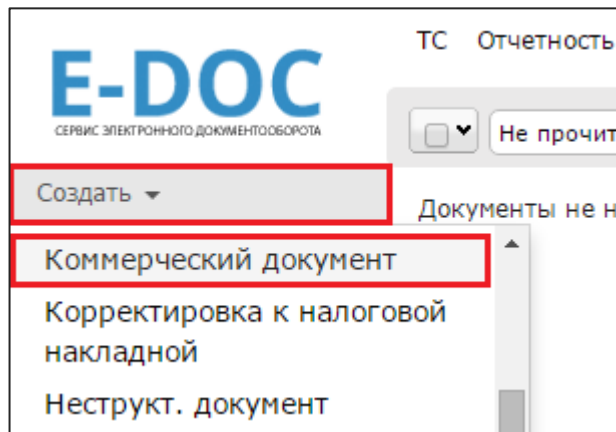 ТС Отчетность
E-DOC
СЕРВИС ЭЛЕКТРОННОГО ДОКУМЕНТООБОРОТА
Не прочит
Создать
Документы не н
Коммерческий документ
Корректировка к налоговой
накладной
Неструкт. документ